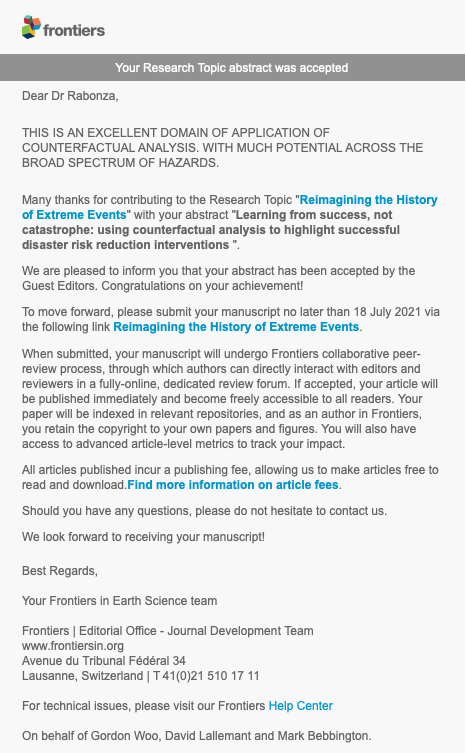 frontiers
Your Research Topic abstract was accepted
Dear Dr Rabonza,
THIS IS AN EXCELLENT DOMAIN OF APPLICATION OF
COUNTERFACTUAL ANALYSIS. WITH MUCH POTENTIAL ACROSS THE
BROAD SPECTRUM OF HAZARDS.
Many thanks for contributing to the Research Topic "Reimagining the History
of Extreme Events" with your abstract "Learning from success, not
catastrophe: using counterfactual analysis to highlight successful
disaster risk reduction interventions ".
We are pleased to inform you that your abstract has been accepted by the
Guest Editors. Congratulations on your achievement!
To move forward, please submit your manuscript no later than 18 July 2021 via
the following link Reimagining the History of Extreme Events.
When submitted, your manuscript will undergo Frontiers collaborative peer-
review process, through which authors can directly interact with editors and
reviewers in a fully-online, dedicated review forum. If accepted, your article will
be published immediately and become freely accessible to all readers. Your
paper will be indexed in relevant repositories, and as an author in Frontiers,
you retain the copyright to your own papers and figures. You will also have
access to advanced article-level metrics to track your impact.
All articles published incur a publishing fee, allowing us to make articles free to
read and download.Find more information on article fees.
Should you have any questions, please do not hesitate to contact us.
We look forward to receiving your manuscript!
Best Regards,
Your Frontiers in Earth Science team
Frontiers | Editorial Office - Journal Development Team
www.frontiersin.org
Avenue du Tribunal Fédéral 34
Lausanne, Switzerland | T 41(0)21 510 17 11
For technical issues, please visit our Frontiers Help Center
On behalf of Gordon Woo, David Lallemant and Mark Bebbington.